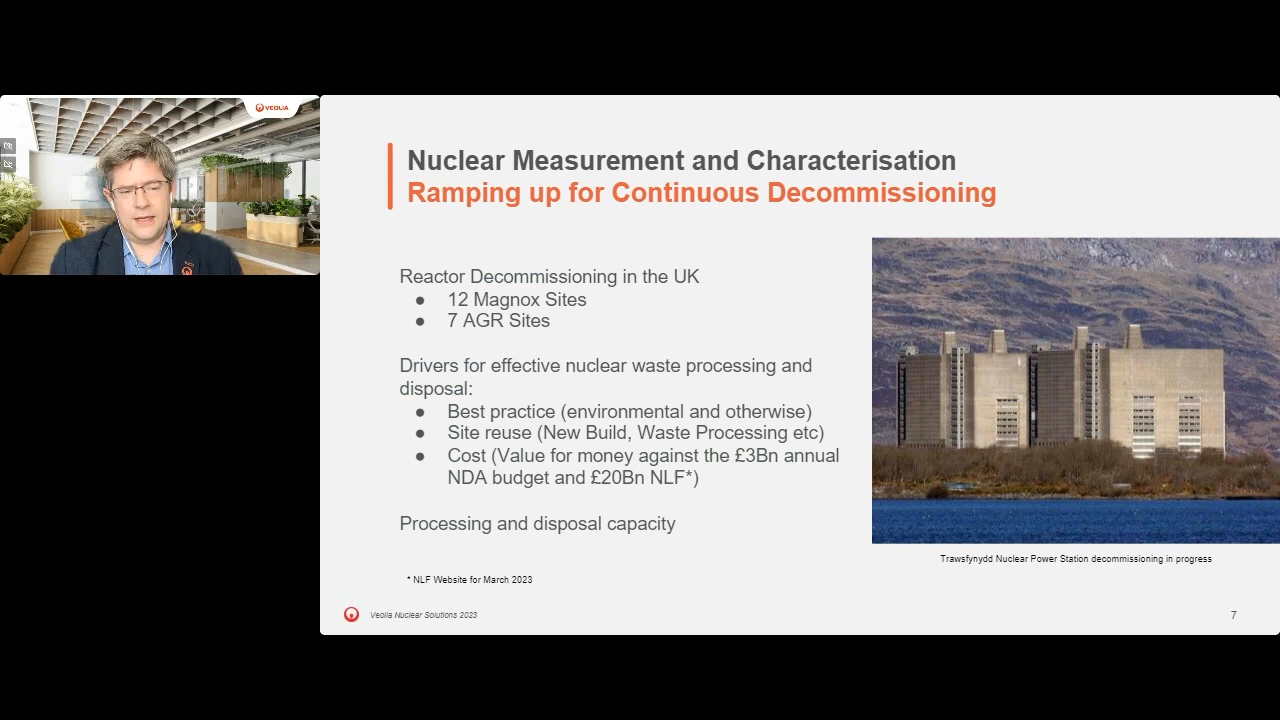 VEOLIA
Nuclear Measurement and Characterisation
Ramping up for Continuous Decommissioning
Reactor Decommissioning in the UK
● 12 Magnox Sites
● 7 AGR Sites
Drivers for effective nuclear waste processing and
disposal:
● Best practice (environmental and otherwise)
● Site reuse (New Build, Waste Processing etc)
● Cost (Value for money against the £3Bn annual
NDA budget and £20Bn NLF*)
Processing and disposal capacity
Trawsfynydd Nuclear Power Station decommissioning in progress
* NLF Website for March 2023
Veolia Nuclear Solutions 2023
7